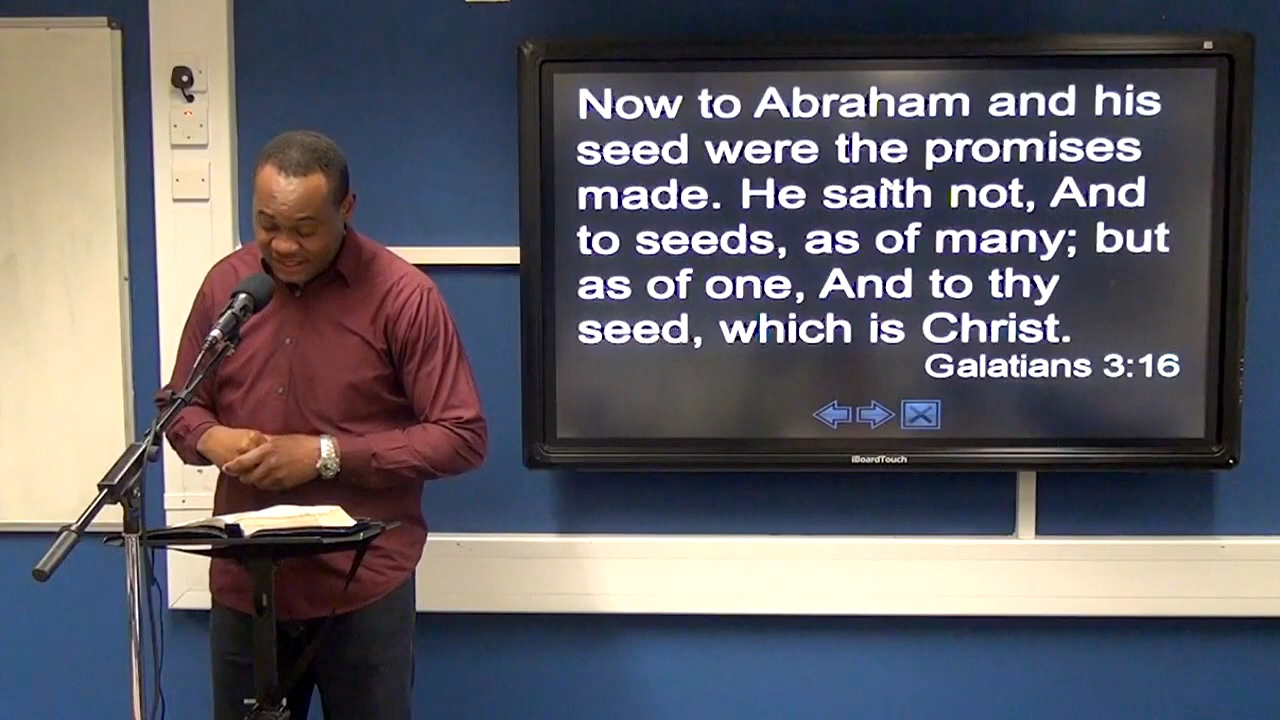 Now to Abraham and his
seed were the promises
made. He saith not, And
to seeds, as of many; but
as of one, And to thy
seed, which is Christ.
Galatians 3:16
iBoardTouch